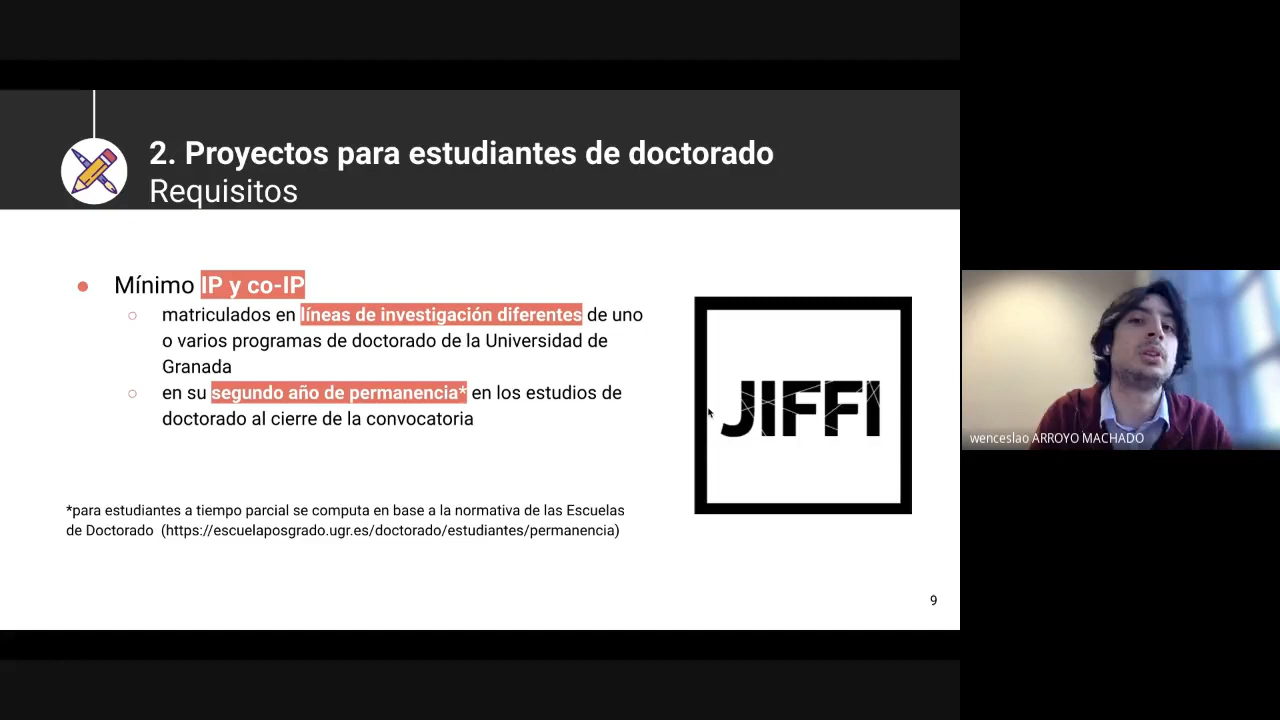 2. Proyectos para estudiantes de doctorado
Requisitos
● Mínimo IP y co-IP
○ matriculados en líneas de investigación diferentes de uno
o varios programas de doctorado de la Universidad de
Granada
○ en su segundo año de permanencia* en los estudios de
doctorado al cierre de la convocatoria
JIFFI
*para estudiantes a tiempo parcial se computa en base a la normativa de las Escuelas
de Doctorado (https://escuelaposgrado.ugr.es/doctorado/estudiantes/permanencia)
9
wenceslao ARROYO MACHADO